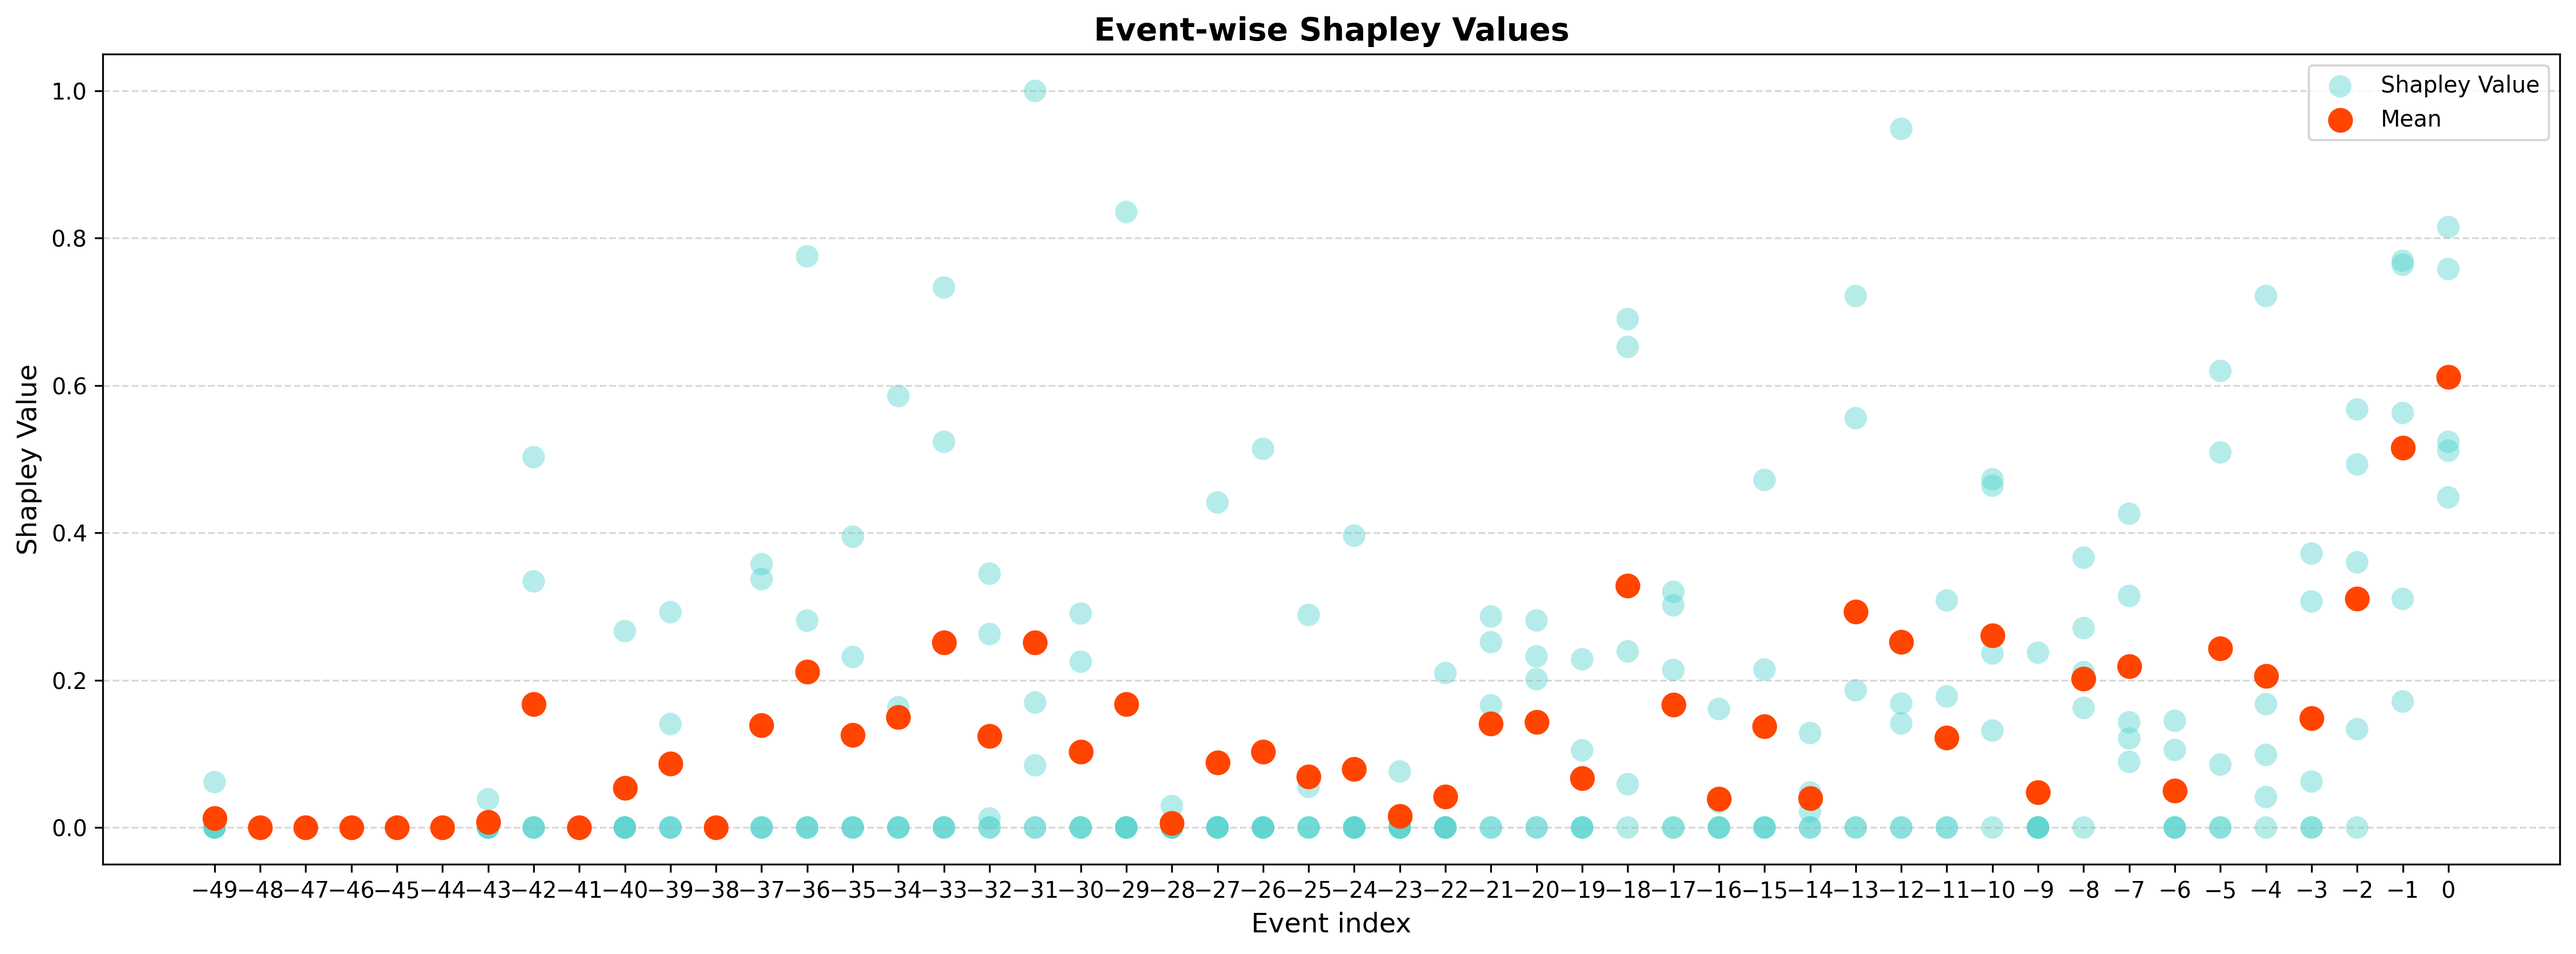 Event-wise Shapley Values
Shapley Value
Mean
1.0
0.8
0.6
0.4
0.2
0.0
Shapley Value
−49 −48 −47 −46 −45 −44 −43 −42 −41 −40 −39 −38 −37 −36 −35 −34 −33 −32 −31 −30 −29 −28 −27 −26 −25 −24 −23 −22 −21 −20 −19 −18 −17 −16 −15 −14 −13 −12 −11 −10 −9 −8 −7 −6 −5 −4 −3 −2 −1 0
Event index